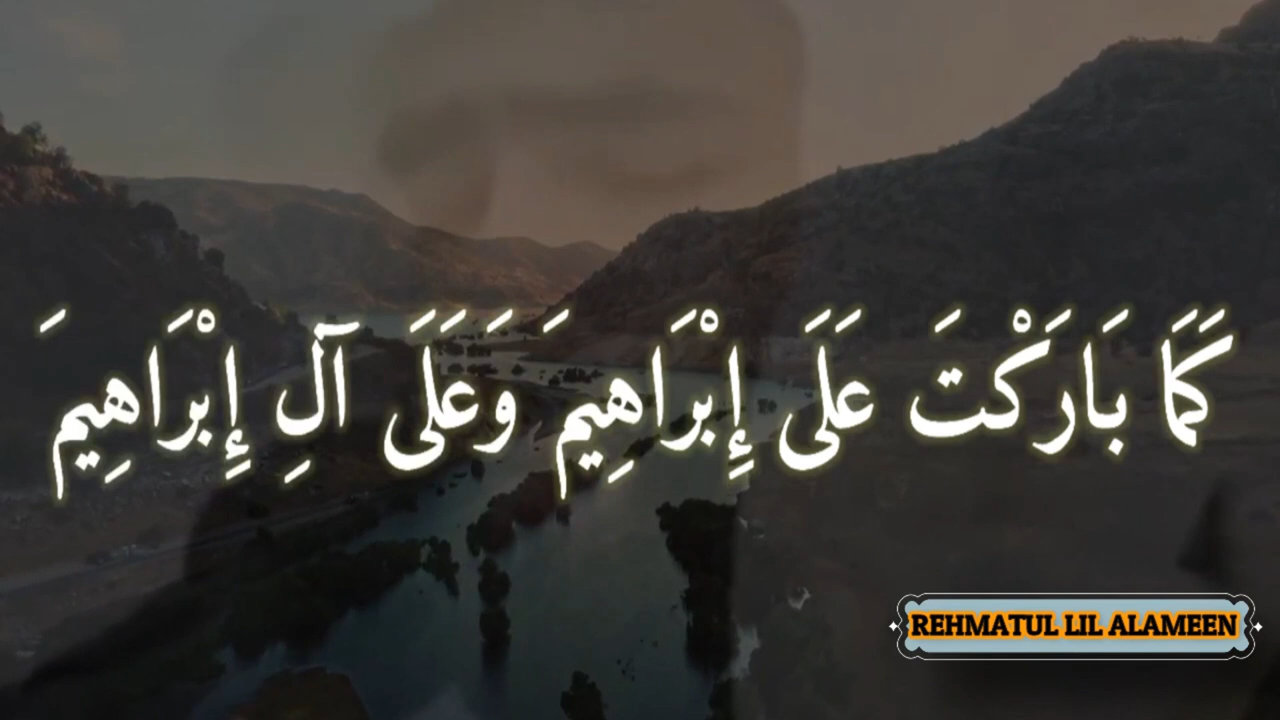 كَمَا بَارَكْتَ عَلَى إِبْرَاهِيمَ وَعَلَى آلِ إِبْرَاهِيمَ
REHMATUL LIL ALAMEEN